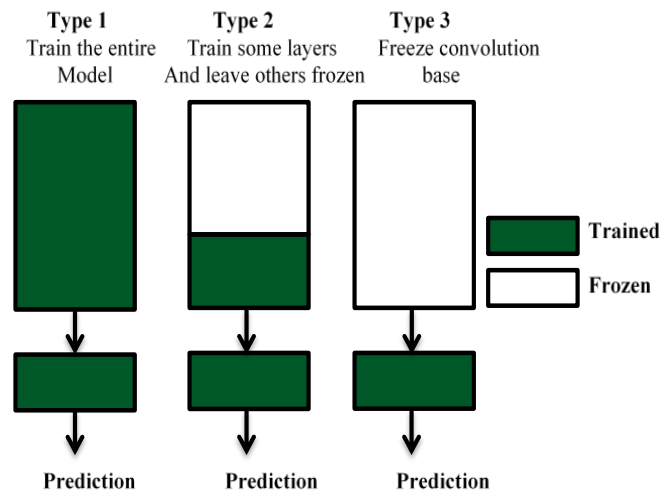 Type 1
Train the entire
Model
Type 2
Train some layers
And leave others frozen
Type 3
Freeze convolution
base
Trained
Frozen
Prediction
Prediction
Prediction